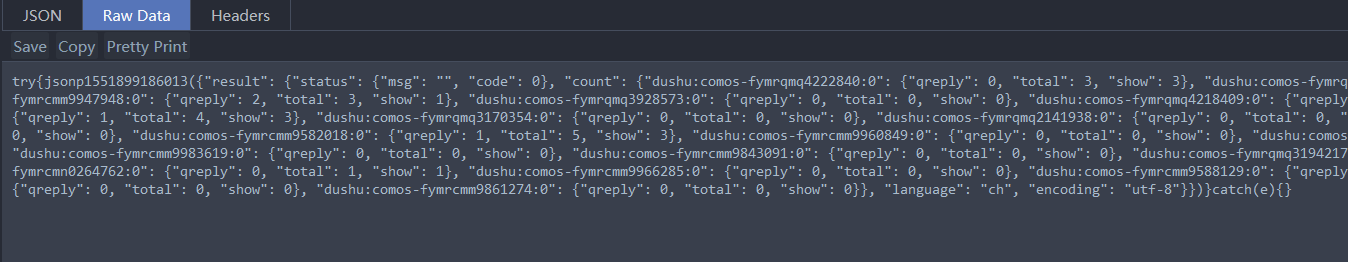 JSON
Raw Data
Headers
Save Copy Pretty Print
try{jsonp1551899186013({"result": {"status": {"msg": "", "code": 0}, "count": {"dushu:comos-fymrqmq4222840:0": {"qreply": 0, "total": 3, "show": 3}, "dushu:comos-fymrq
fymrcmm9947948:0": {"qreply": 2, "total": 3, "show": 1}, "dushu:comos-fymrqmq3928573:0": {"qreply": 0, "total": 0, "show": 0}, "dushu:comos-fymrqmq4218409:0": {"qreply
{"qreply": 1, "total": 4, "show": 3}, "dushu:comos-fymrqmq3170354:0": {"qreply": 0, "total": 0, "show": 0}, "dushu:comos-fymrqmq2141938:0": {"qreply": 0, "total": 0, "
0, "show": 0}, "dushu:comos-fymrcmm9582018:0": {"qreply": 1, "total": 5, "show": 3}, "dushu:comos-fymrcmm9960849:0": {"qreply": 0, "total": 0, "show": 0}, "dushu:comos
"dushu:comos-fymrcmm9983619:0": {"qreply": 0, "total": 0, "show": 0}, "dushu:comos-fymrcmm9843091:0": {"qreply": 0, "total": 0, "show": 0}, "dushu:comos-fymrqmq3194217
fymrcmn0264762:0": {"qreply": 0, "total": 1, "show": 1}, "dushu:comos-fymrcmm9966285:0": {"qreply": 0, "total": 0, "show": 0}, "dushu:comos-fymrcmm9588129:0": {"qreply
{"qreply": 0, "total": 0, "show": 0}, "dushu:comos-fymrcmm9861274:0": {"qreply": 0, "total": 0, "show": 0}}, "language": "ch", "encoding": "utf-8"}})}catch(e){}